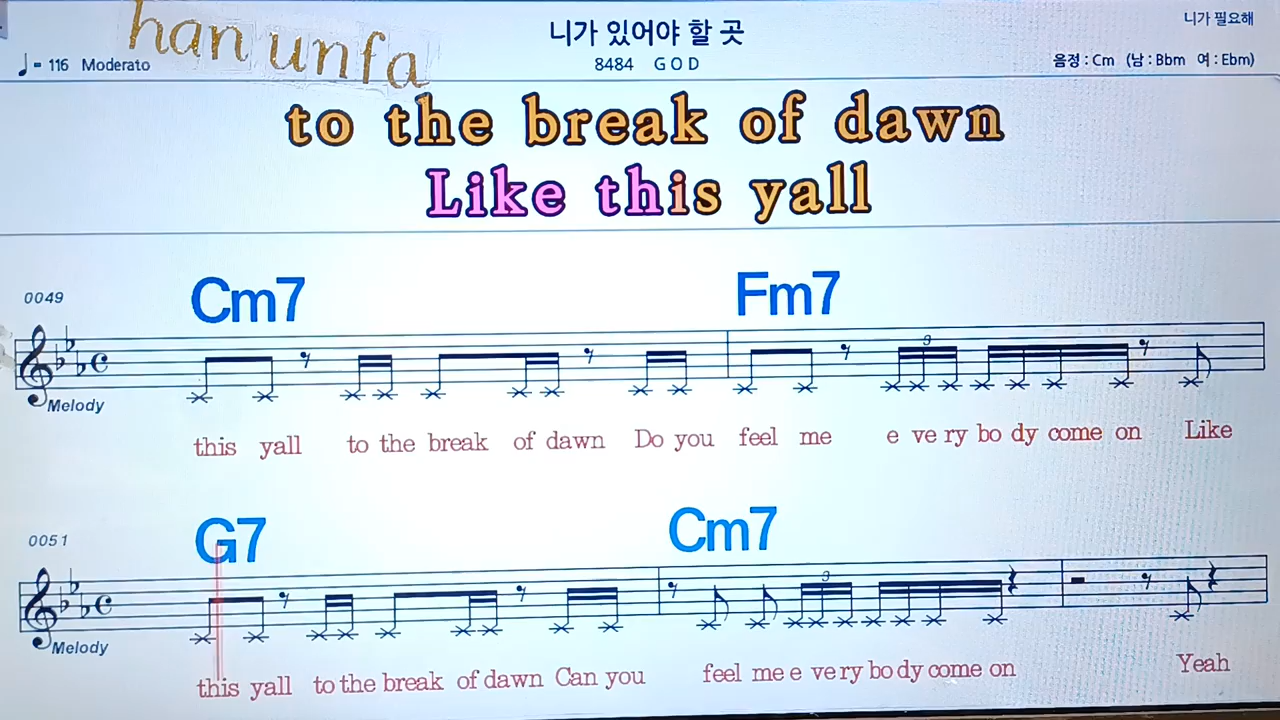 han unfa
니가 있어야 할 곳
니가 필요해
♩= 116 Moderato
8484 G O D
음정 : Cm (남 : Bbm 여 : Ebm)
to the break of dawn
Like this yall
Cm7 Fm7
0049
3
Melody
this yall to the break of dawn Do you feel me e ve ry bo dy come on Like
G7 Cm7
0051
3
Melody
this yall to the break of dawn Can you feel me e ve ry bo dy come on Yeah